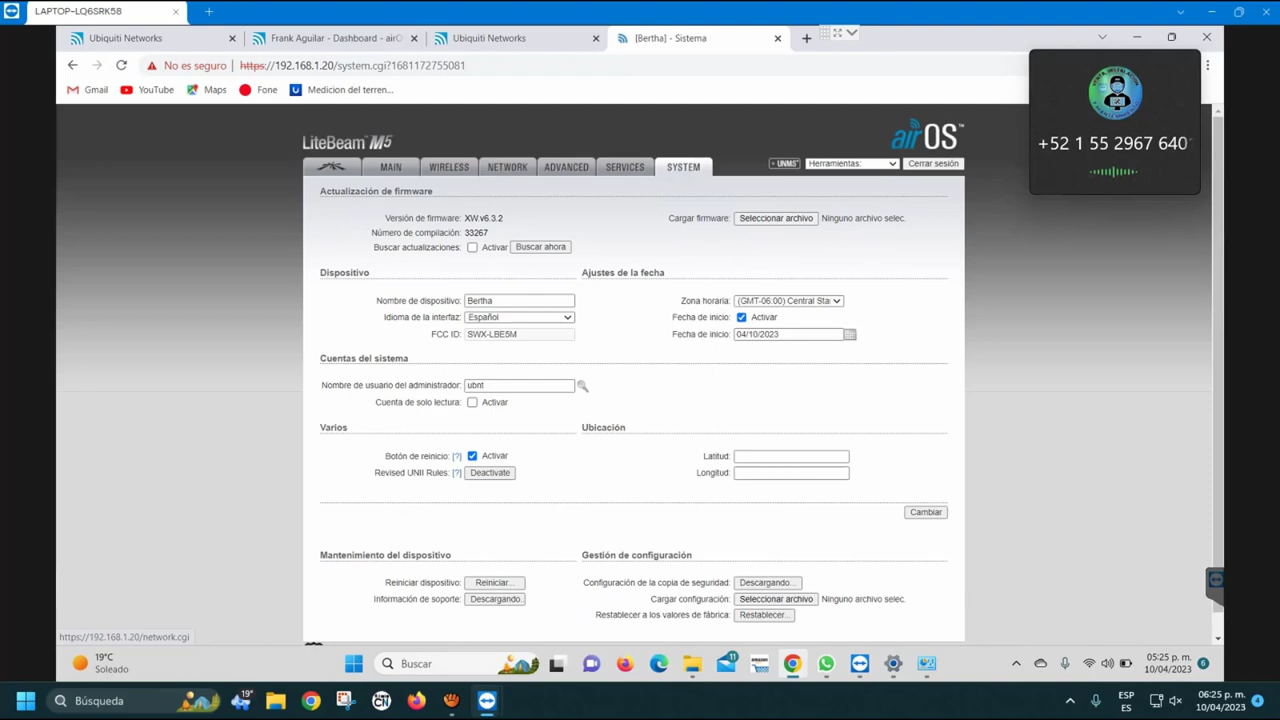 LAPTOP-LQ6SRK58
Ubiquiti Networks
Frank Aguilar - Dashboard - airO
Ubiquiti Networks
[Bertha] - Sistema
No es seguro https://192.168.1.20/system.cgi?1681172755081
Gmail YouTube Maps Fone Medicion del terren...
+52 1 55 2967 640
LiteBeam M5
airOS™
MAIN WIRELESS NETWORK ADVANCED SERVICES SYSTEM
UNMS Herramientas: Cerrar sesión
Actualización de firmware
Versión de firmware: XW.v6.3.2
Cargar firmware: Seleccionar archivo Ninguno archivo selec.
Número de compilación: 33267
Buscar actualizaciones: Activar Buscar ahora
Dispositivo
Ajustes de la fecha
Nombre de dispositivo: Bertha
Zona horaria: (GMT-06:00) Central Sta
Idioma de la interfaz: Español
Fecha de inicio: Activar
FCC ID: SWX-LBE5M
Fecha de inicio: 04/10/2023
Cuentas del sistema
Nombre de usuario del administrador: ubnt
Cuenta de solo lectura: Activar
Varios
Ubicación
Botón de reinicio: [?] Activar
Latitud:
Revised UNII Rules: [?] Deactivate
Longitud:
Cambiar
Mantenimiento del dispositivo
Gestión de configuración
Reiniciar dispositivo: Reiniciar...
Configuración de la copia de seguridad: Descargando...
Información de soporte: Descargando.
Cargar configuración: Seleccionar archivo Ninguno archivo selec.
Restablecer a los valores de fábrica: Restablecer...
https://192.168.1.20/network.cgi
19°C
Soleado
Buscar
11
05:25 p. m.
10/04/2023
6
Búsqueda
19°
ESP
ES
06:25 p. m.
10/04/2023
4